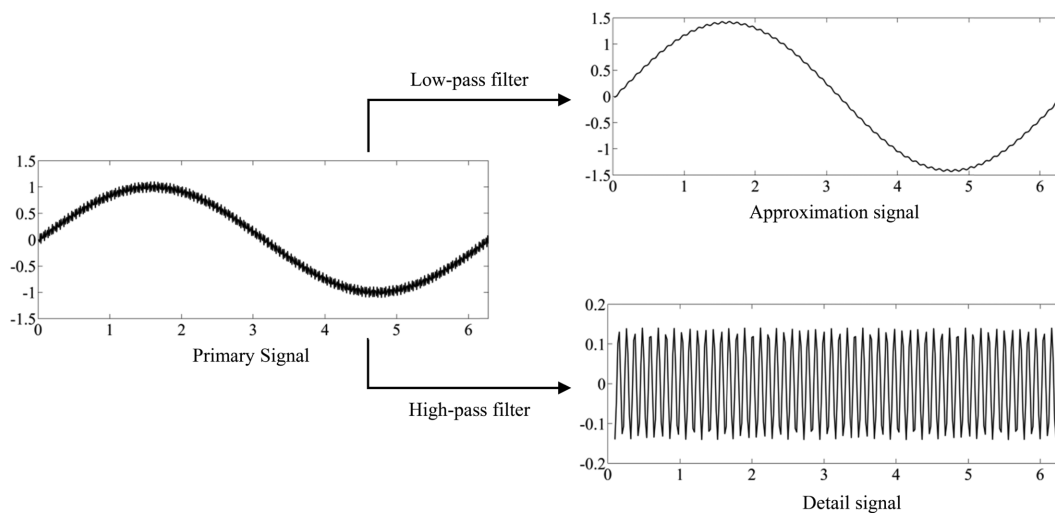 Low-pass filter
1.5
1
0.5
0
-0.5
-1
-1.5
0 1 2 3 4 5 6
Approximation signal
1.5
1
0.5
0
-0.5
-1
-1.5
0 1 2 3 4 5 6
Primary Signal
High-pass filter
0.2
0.1
0
-0.1
-0.2
0 1 2 3 4 5 6
Detail signal